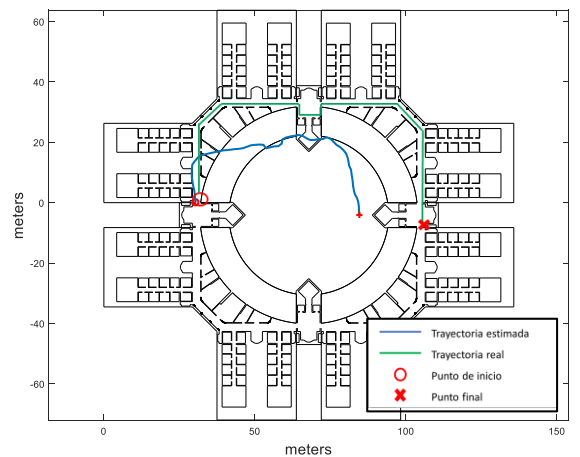 60
40
20
0
-20
-40
-60
meters
0
50
100
150
meters
Trayectoria estimada
Trayectoria real
Punto de inicio
Punto final